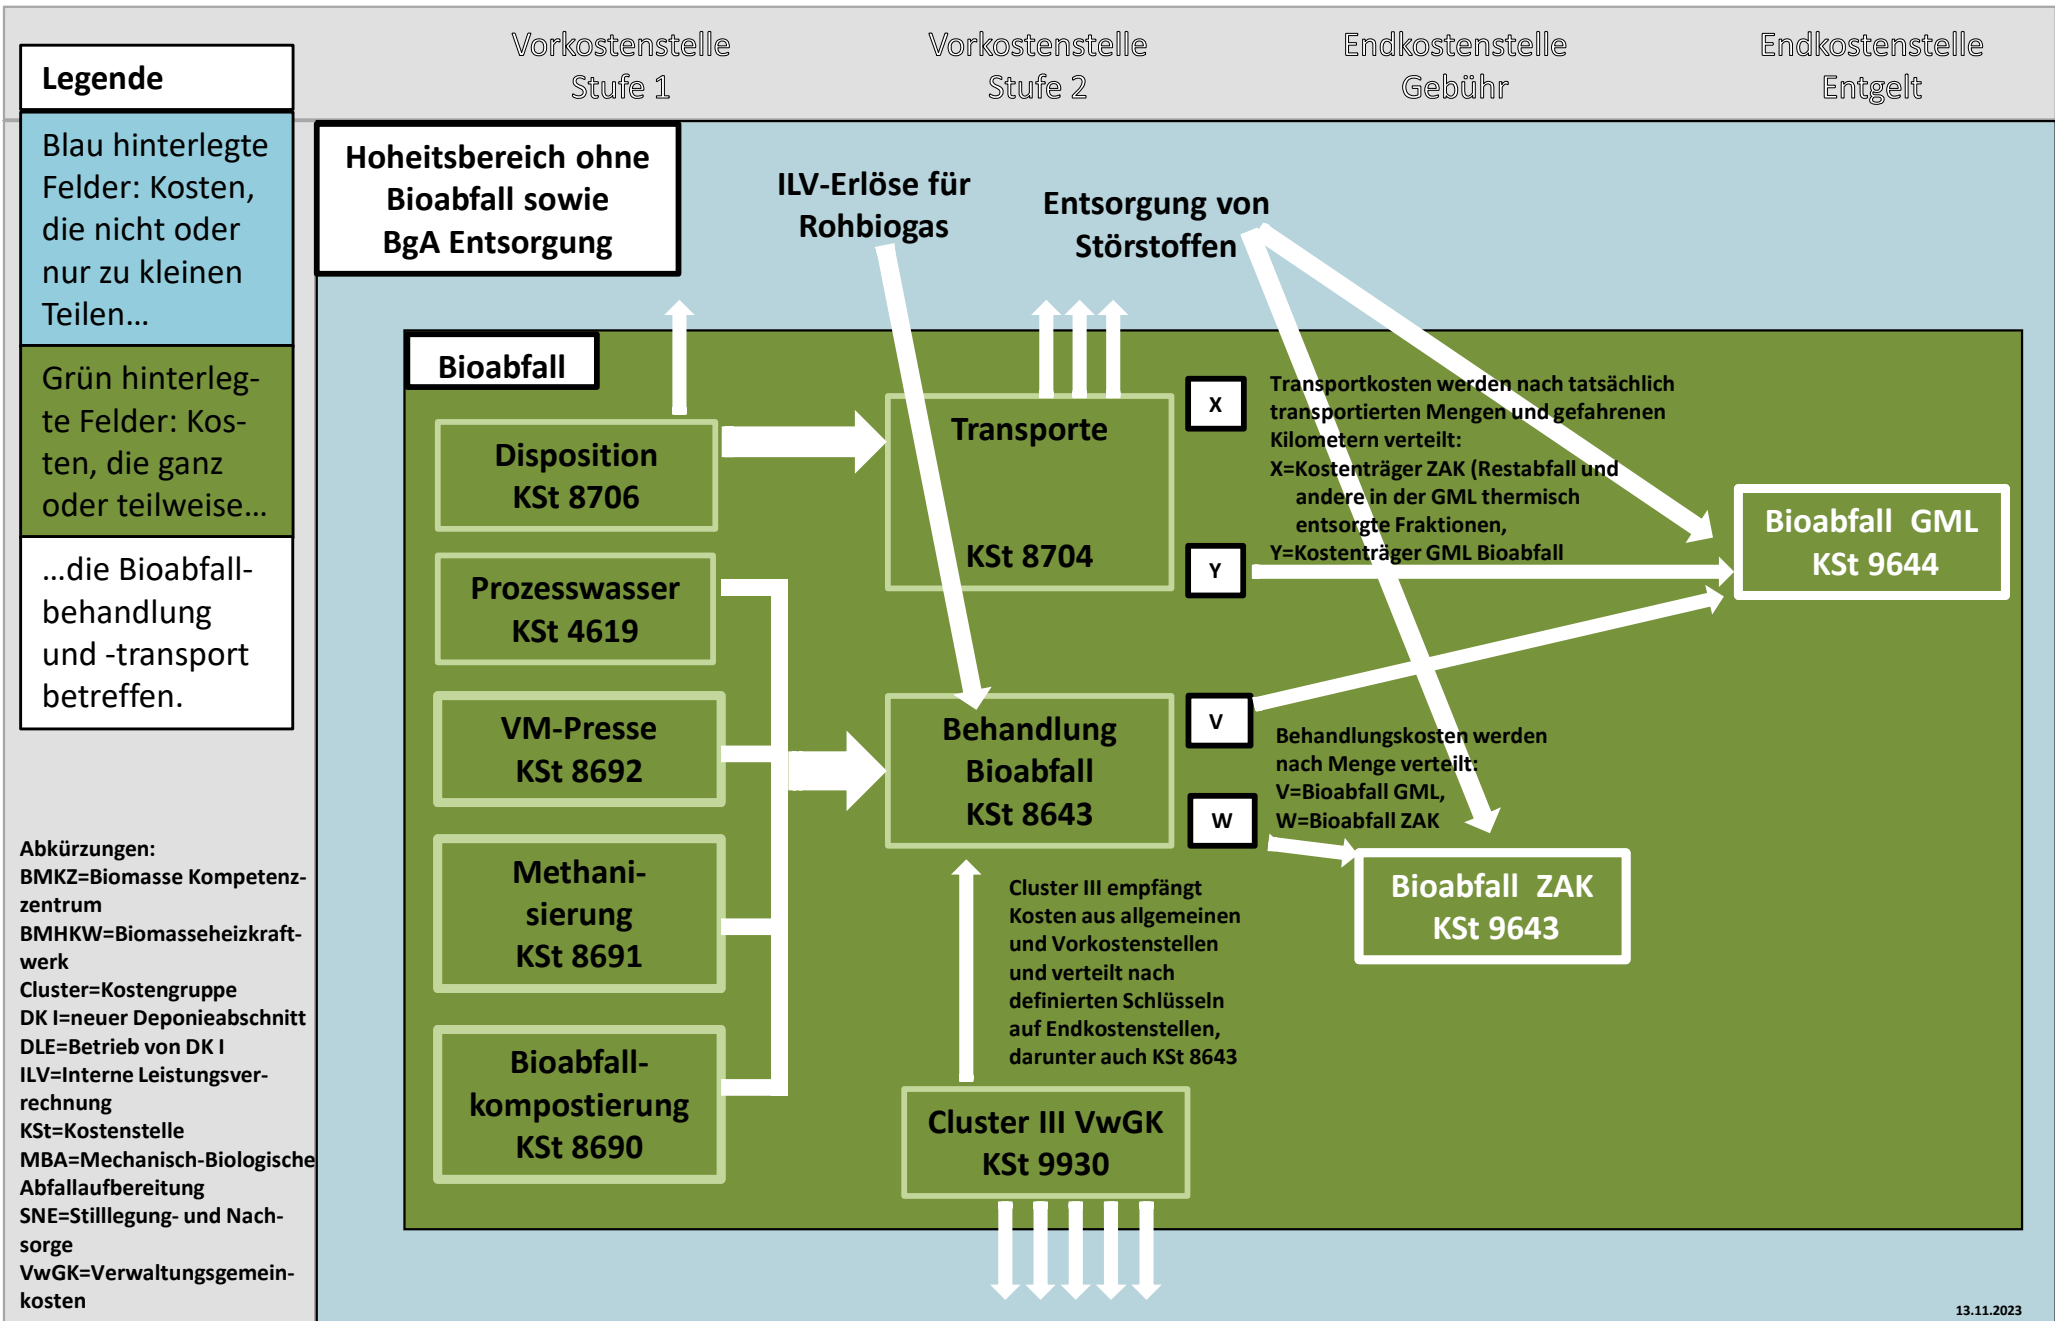 Vorkostenstelle
Stufe 1
Vorkostenstelle
Stufe 2
Endkostenstelle
Gebühr
Endkostenstelle
Entgelt
Legende
Blau hinterlegte
Felder: Kosten,
die nicht oder
nur zu kleinen
Teilen…
Grün hinterleg-
te Felder: Kos-
ten, die ganz
oder teilweise…
…die Bioabfall-
behandlung
und -transport
betreffen.
Abkürzungen:
BMKZ=Biomasse Kompetenz-
zentrum
BMHKW=Biomasseheizkraft-
werk
Cluster=Kostengruppe
DK I=neuer Deponieabschnitt
DLE=Betrieb von DK I
ILV=Interne Leistungsver-
rechnung
KSt=Kostenstelle
MBA=Mechanisch-Biologische
Abfallaufbereitung
SNE=Stilllegung- und Nach-
sorge
VwGK=Verwaltungsgemein-
kosten
Hoheitsbereich ohne
Bioabfall sowie
BgA Entsorgung
ILV-Erlöse für
Rohbiogas
Entsorgung von
Störstoffen
Bioabfall
Disposition
KSt 8706
Prozesswasser
KSt 4619
VM-Presse
KSt 8692
Methani-
sierung
KSt 8691
Bioabfall-
kompostierung
KSt 8690
Transporte
KSt 8704
X
Y
Transportkosten werden nach tatsächlich
transportierten Mengen und gefahrenen
Kilometern verteilt:
X=Kostenträger ZAK (Restabfall und
andere in der GML thermisch
entsorgte Fraktionen,
Y=Kostenträger GML Bioabfall
Bioabfall GML
KSt 9644
Behandlung
Bioabfall
KSt 8643
V
W
Behandlungskosten werden
nach Menge verteilt:
V=Bioabfall GML,
W=Bioabfall ZAK
Bioabfall ZAK
KSt 9643
Cluster III empfängt
Kosten aus allgemeinen
und Vorkostenstellen
und verteilt nach
definierten Schlüsseln
auf Endkostenstellen,
darunter auch KSt 8643
Cluster III VwGK
KSt 9930
13.11.2023